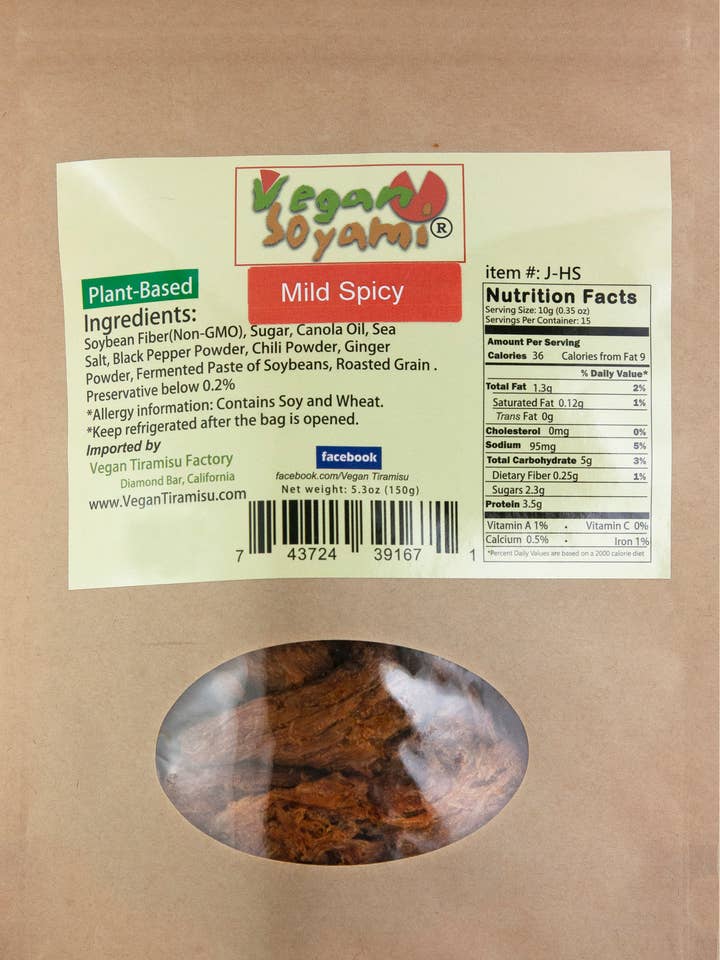 Vegan
Soyami®
Mild Spicy
Plant-Based
Ingredients:
Soybean Fiber(Non-GMO), Sugar, Canola Oil, Sea
Salt, Black Pepper Powder, Chili Powder, Ginger
Powder, Fermented Paste of Soybeans, Roasted Grain .
Preservative below 0.2%
*Allergy information: Contains Soy and Wheat.
*Keep refrigerated after the bag is opened.
Imported by
Vegan Tiramisu Factory
Diamond Bar, California
www.VeganTiramisu.com
facebook
facebook.com/Vegan Tiramisu
Net weight: 5.3oz (150g)
7 43724 39167 1
item #: J-HS
Nutrition Facts
Serving Size: 10g (0.35 oz)
Servings Per Container: 15
Amount Per Serving
Calories 36 Calories from Fat 9
% Daily Value*
Total Fat 1.3g 2%
Saturated Fat 0.12g 1%
Trans Fat 0g
Cholesterol 0mg 0%
Sodium 95mg 5%
Total Carbohydrate 5g 3%
Dietary Fiber 0.25g 1%
Sugars 2.3g
Protein 3.5g
Vitamin A 1% • Vitamin C 0%
Calcium 0.5% • Iron 1%
*Percent Daily Values are based on a 2000 calorie diet